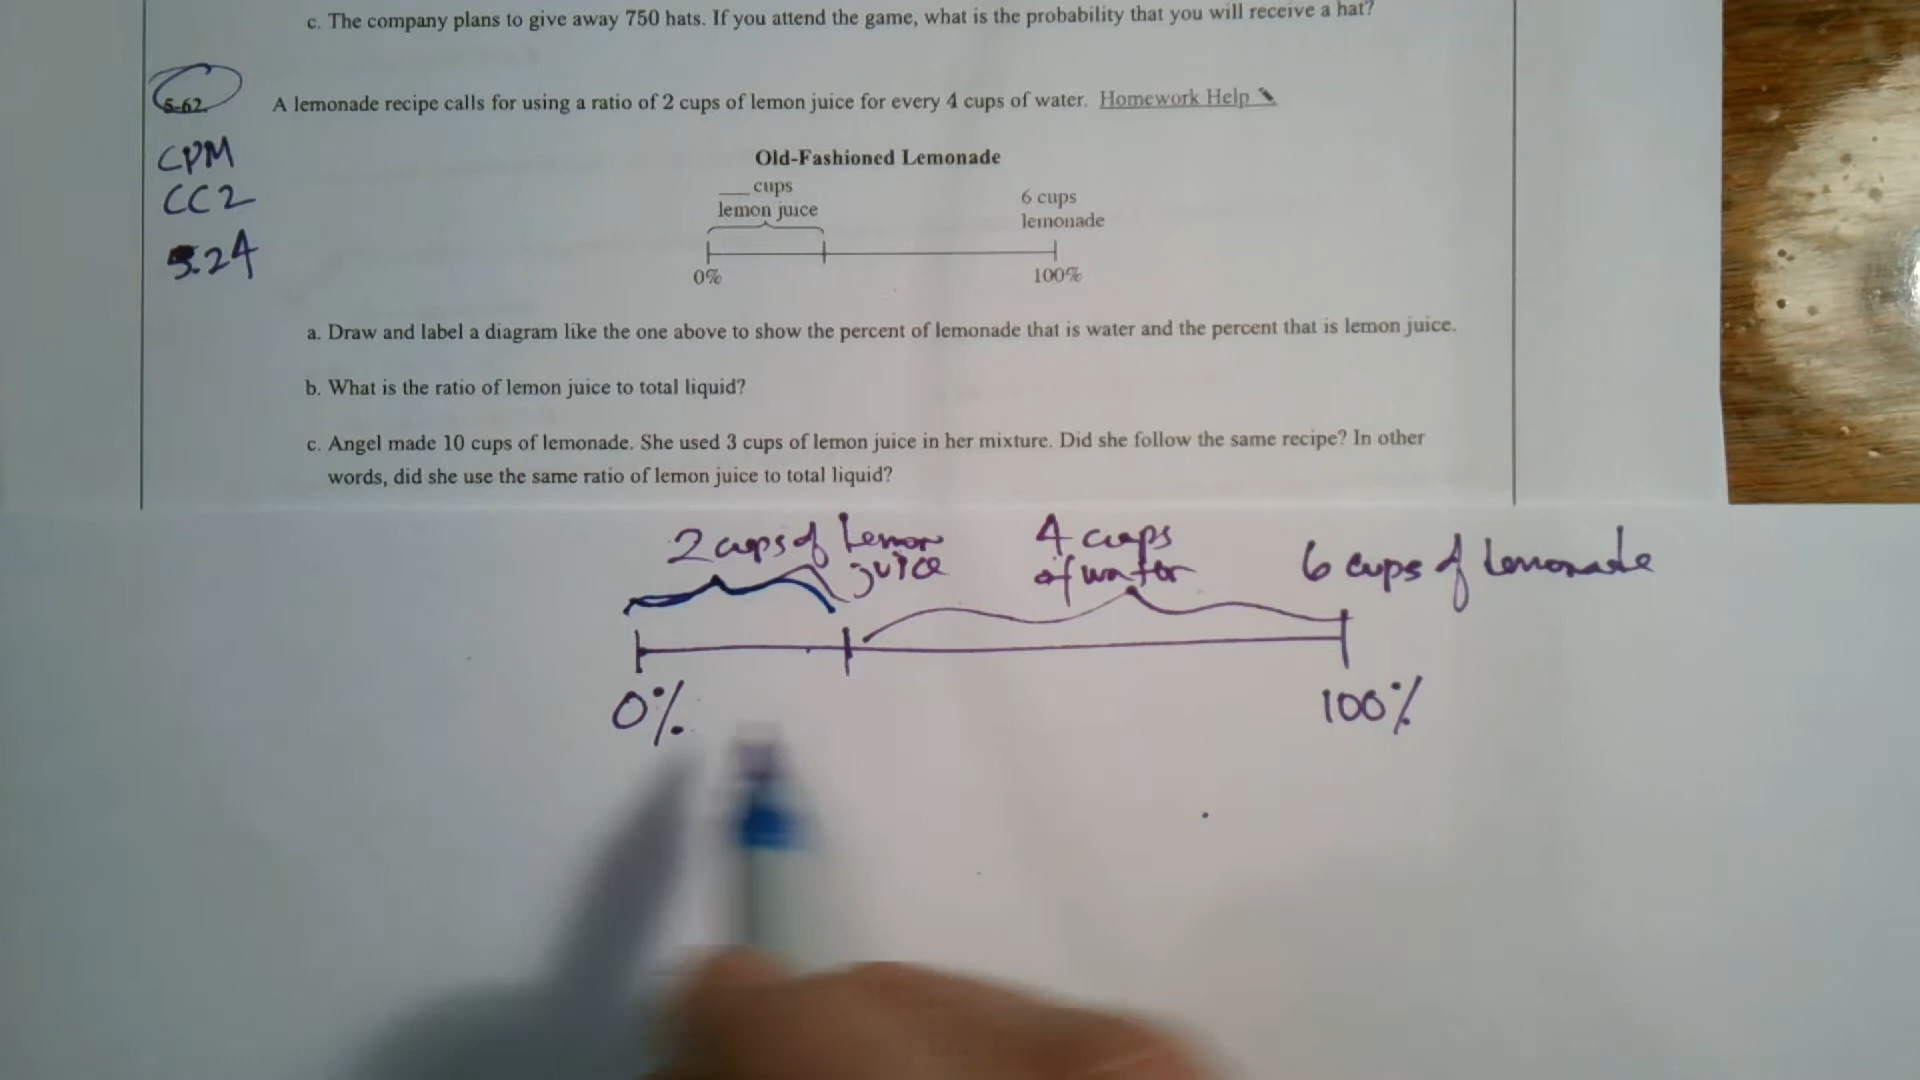 c. The company plans to give away 750 hats. If you attend the game, what is the probability that you will receive a hat?
5-62. A lemonade recipe calls for using a ratio of 2 cups of lemon juice for every 4 cups of water. Homework Help ✎
CPM
CC2
5.24
Old-Fashioned Lemonade
___ cups
lemon juice
6 cups
lemonade
0%
100%
a. Draw and label a diagram like the one above to show the percent of lemonade that is water and the percent that is lemon juice.
b. What is the ratio of lemon juice to total liquid?
c. Angel made 10 cups of lemonade. She used 3 cups of lemon juice in her mixture. Did she follow the same recipe? In other
words, did she use the same ratio of lemon juice to total liquid?
2 cups of Lemon
juice
4 cups
of water
6 cups of Lemonade
0%
100%